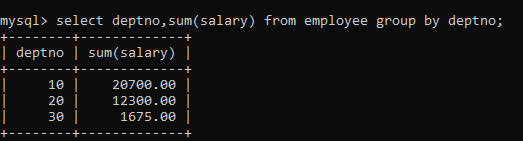 mysql> select deptno,sum(salary) from employee group by deptno;
+--------+-------------+
| deptno | sum(salary) |
+--------+-------------+
|     10 |    20700.00 |
|     20 |    12300.00 |
|     30 |     1675.00 |
+--------+-------------+